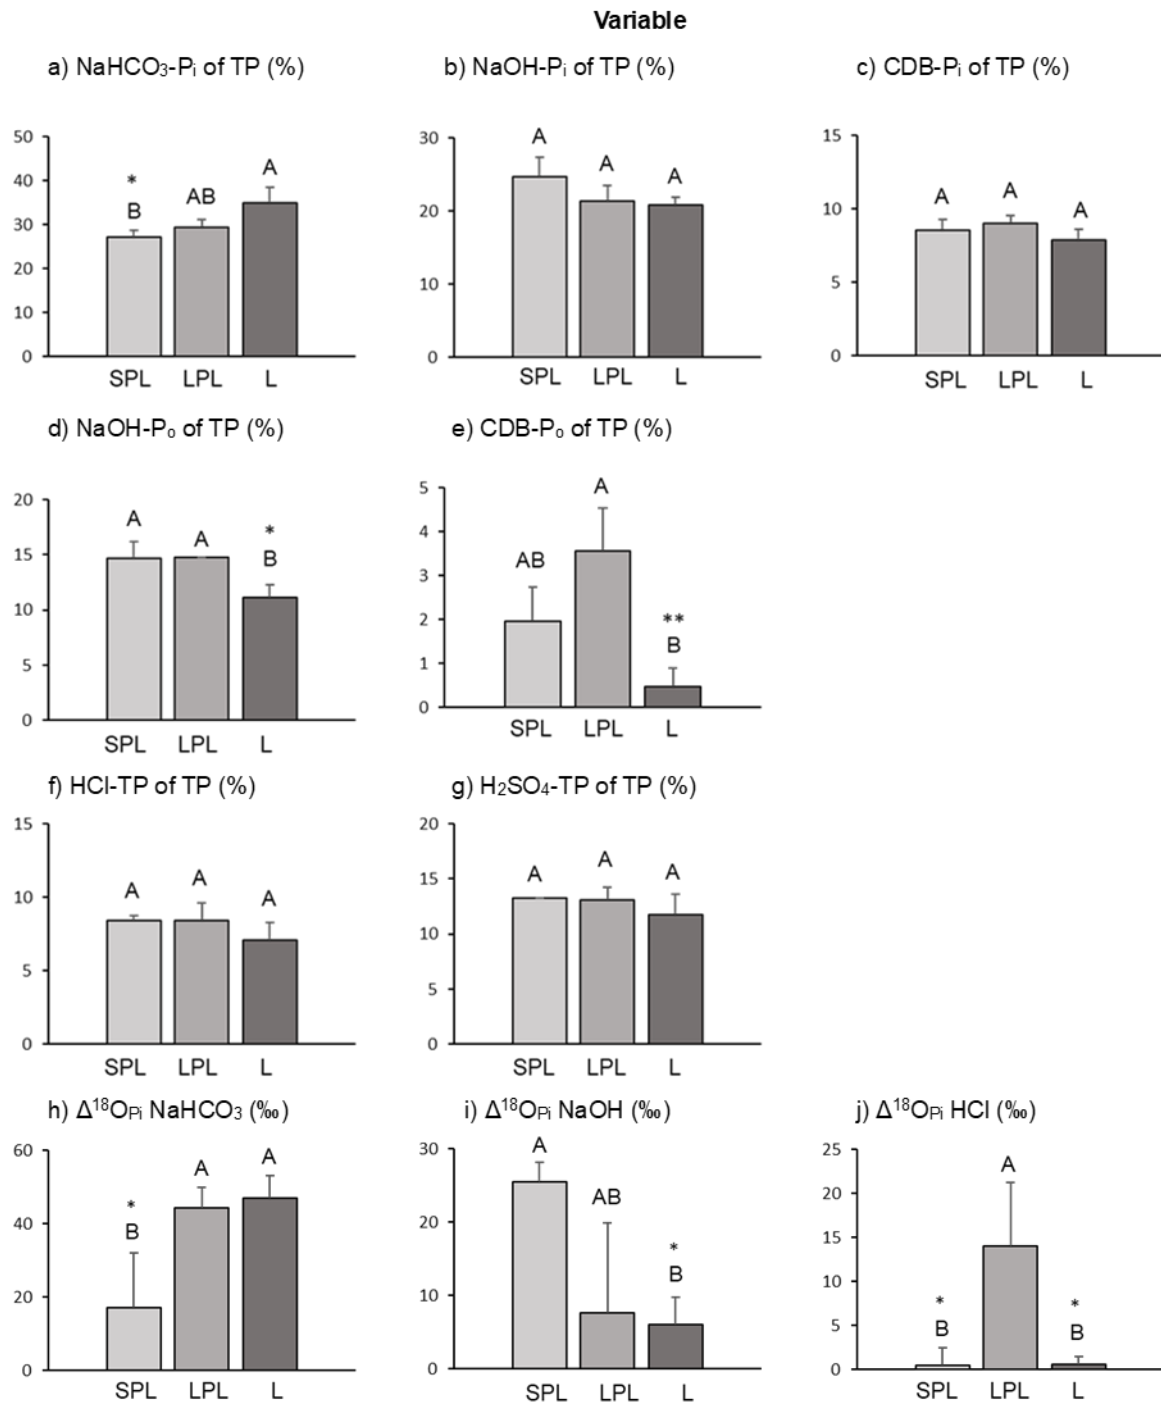 Variable
a) NaHCO₃-Pᵢ of TP (%)
b) NaOH-Pᵢ of TP (%)
c) CDB-Pᵢ of TP (%)
50
40
30
20
10
0
*
B
AB
A
SPL
LPL
L
30
20
10
0
A
A
A
SPL
LPL
L
15
10
5
0
A
A
A
SPL
LPL
L
d) NaOH-Pₒ of TP (%)
e) CDB-Pₒ of TP (%)
20
15
10
5
0
A
A
*
B
SPL
LPL
L
5
4
3
2
1
0
AB
A
**
B
SPL
LPL
L
f) HCl-TP of TP (%)
g) H₂SO₄-TP of TP (%)
15
10
5
0
A
A
A
SPL
LPL
L
20
15
10
5
0
A
A
A
SPL
LPL
L
h) Δ¹⁸Oₚᵢ NaHCO₃ (‰)
i) Δ¹⁸Oₚᵢ NaOH (‰)
j) Δ¹⁸Oₚᵢ HCl (‰)
60
40
20
0
*
B
A
A
SPL
LPL
L
30
20
10
0
A
AB
*
B
SPL
LPL
L
25
20
15
10
5
0
*
B
A
*
B
SPL
LPL
L